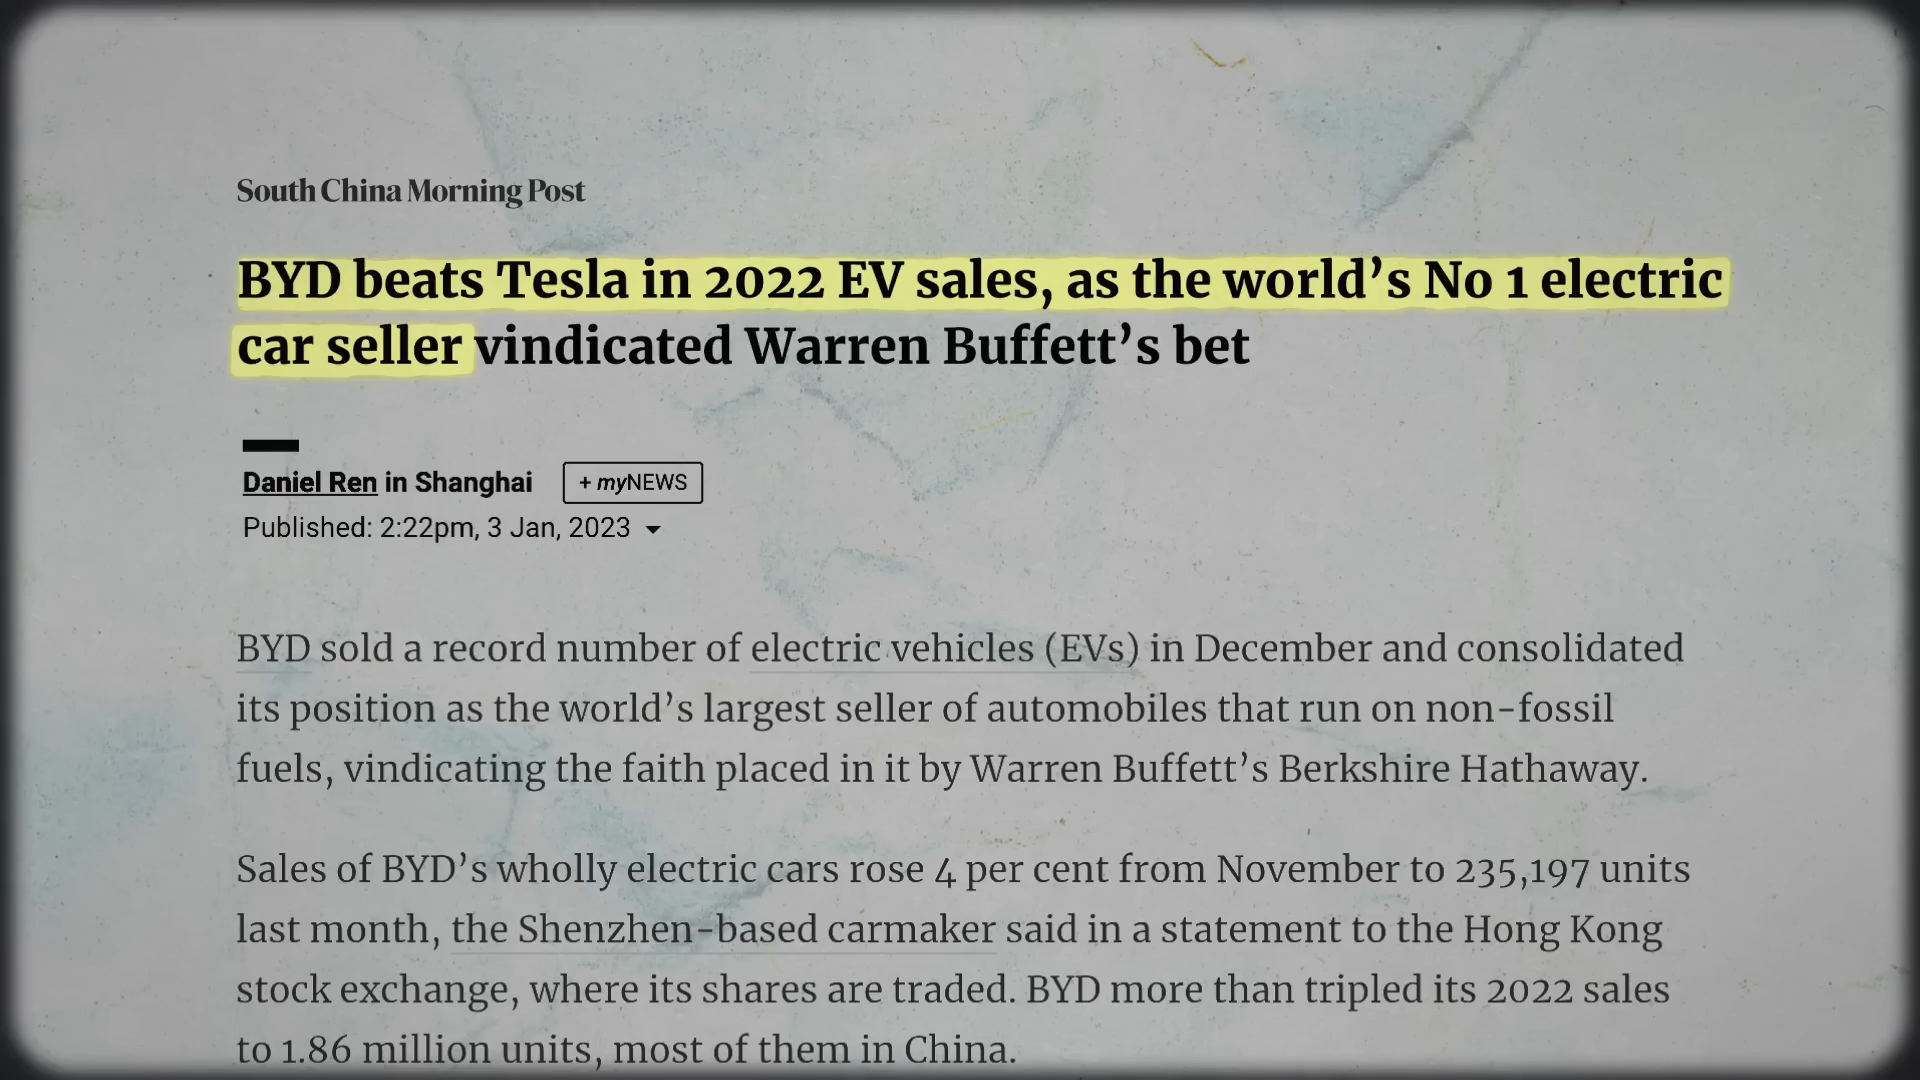 South China Morning Post
BYD beats Tesla in 2022 EV sales, as the world’s No 1 electric
car seller vindicated Warren Buffett’s bet
Daniel Ren in Shanghai + myNEWS
Published: 2:22pm, 3 Jan, 2023
BYD sold a record number of electric vehicles (EVs) in December and consolidated
its position as the world’s largest seller of automobiles that run on non-fossil
fuels, vindicating the faith placed in it by Warren Buffett’s Berkshire Hathaway.
Sales of BYD’s wholly electric cars rose 4 per cent from November to 235,197 units
last month, the Shenzhen-based carmaker said in a statement to the Hong Kong
stock exchange, where its shares are traded. BYD more than tripled its 2022 sales
to 1.86 million units, most of them in China.